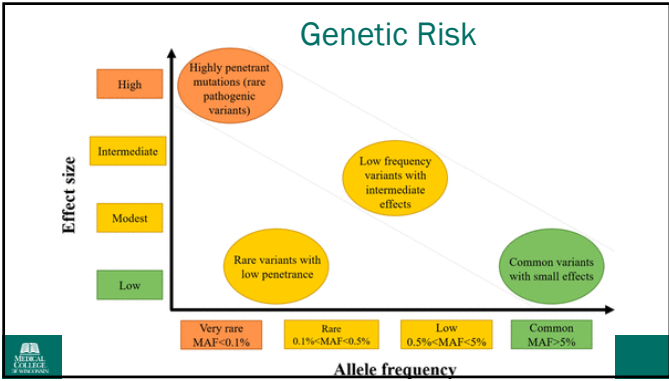 Genetic Risk
Effect size
High
Intermediate
Modest
Low
Highly penetrant
mutations (rare
pathogenic
variants)
Low frequency
variants with
intermediate
effects
Rare variants with
low penetrance
Common variants
with small effects
Very rare
MAF<0.1%
Rare
0.1%<MAF<0.5%
Low
0.5%<MAF<5%
Common
MAF>5%
Allele frequency
MEDICAL
COLLEGE
OF WISCONSIN